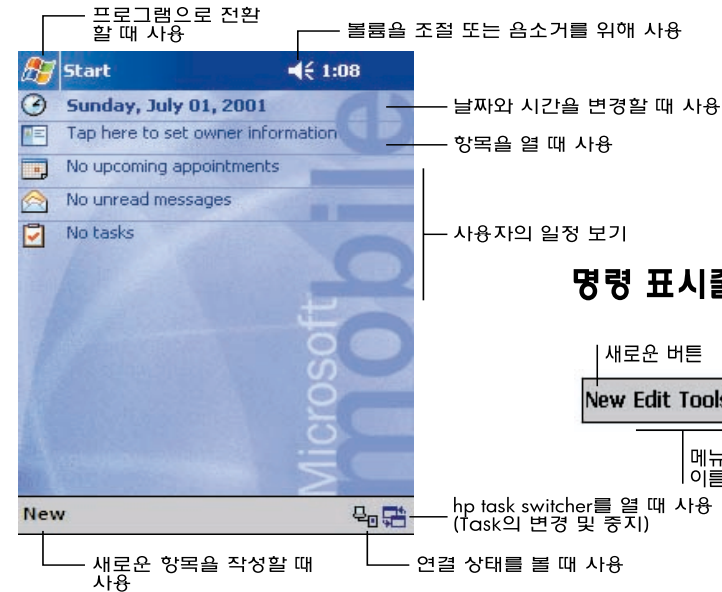 프로그램으로 전환
할 때 사용
볼륨을 조절 또는 음소거를 위해 사용
Start 1:08
Sunday, July 01, 2001
날짜와 시간을 변경할 때 사용
Tap here to set owner information
항목을 열 때 사용
No upcoming appointments
No unread messages
No tasks
사용자의 일정 보기
Microsoft
mobile
명령 표시줄
새로운 버튼
New Edit Tools
메뉴
이름
New
hp task switcher를 열 때 사용
(Task의 변경 및 중지)
새로운 항목을 작성할 때
사용
연결 상태를 볼 때 사용